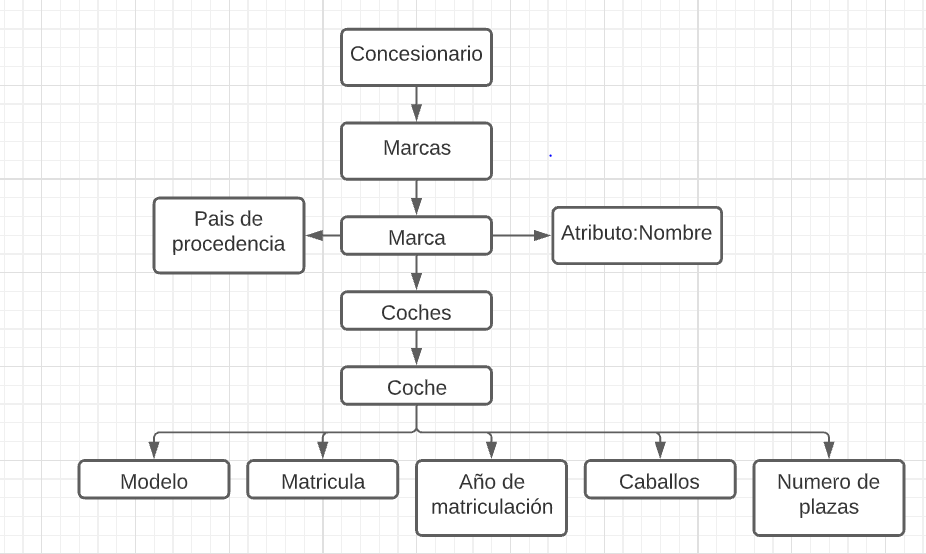 Concesionario
Marcas
Pais de
procedencia
Marca
Atributo:Nombre
Coches
Coche
Modelo
Matricula
Año de
matriculación
Caballos
Numero de
plazas